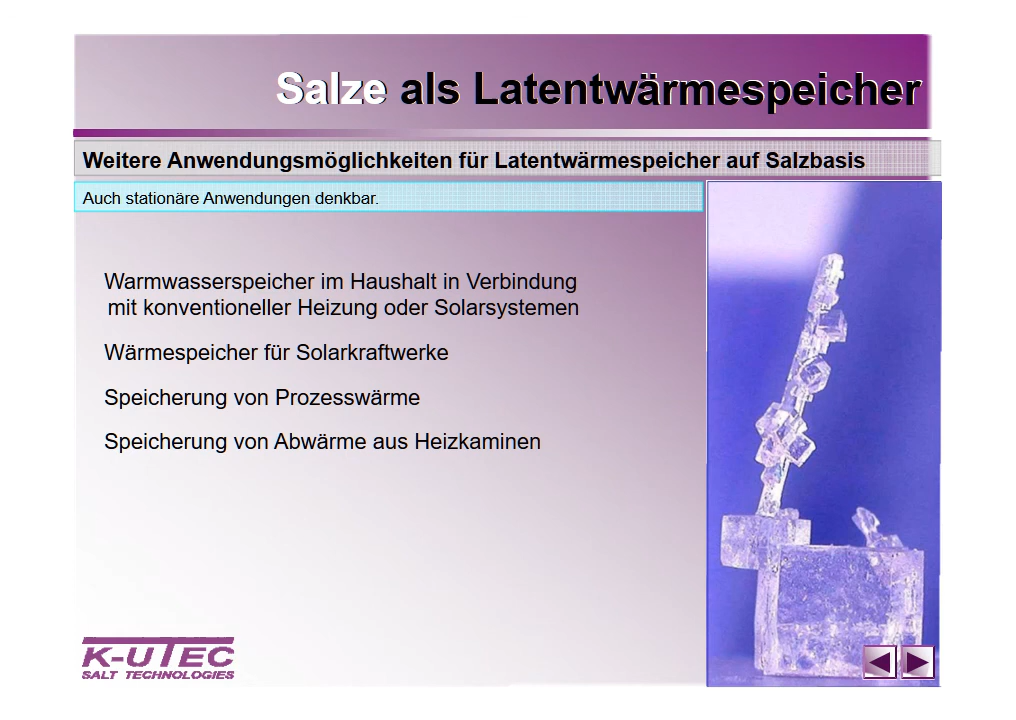 Salze als Latentwärmespeicher
Weitere Anwendungsmöglichkeiten für Latentwärmespeicher auf Salzbasis
Auch stationäre Anwendungen denkbar.
Warmwasserspeicher im Haushalt in Verbindung
mit konventioneller Heizung oder Solarsystemen
Wärmespeicher für Solarkraftwerke
Speicherung von Prozesswärme
Speicherung von Abwärme aus Heizkaminen
K-UTEC
SALT TECHNOLOGIES